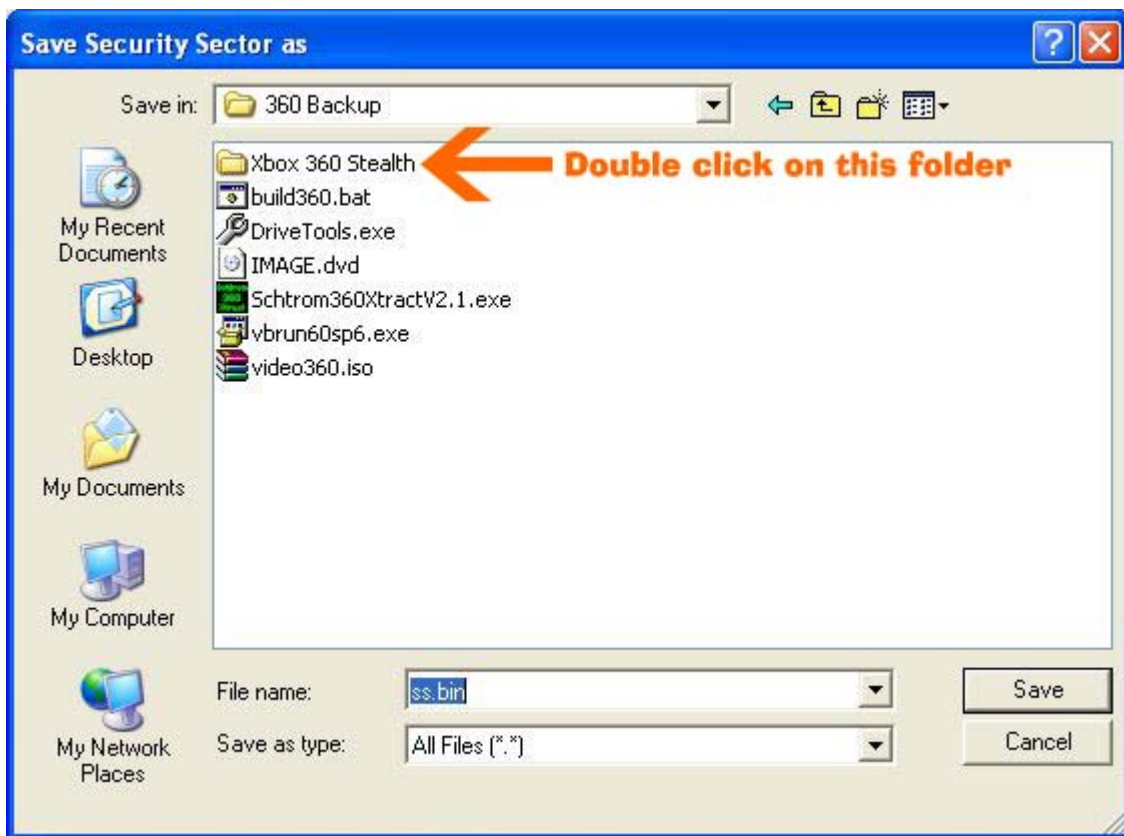 Save Security Sector as
Save in:
360 Backup
Xbox 360 Stealth
Double click on this folder
build360.bat
DriveTools.exe
IMAGE.dvd
Schtrom360XtractV2.1.exe
vbrun60sp6.exe
video360.iso
My Recent
Documents
Desktop
My Documents
My Computer
My Network
Places
File name:
ss.bin
Save
Save as type:
All Files (*.*)
Cancel